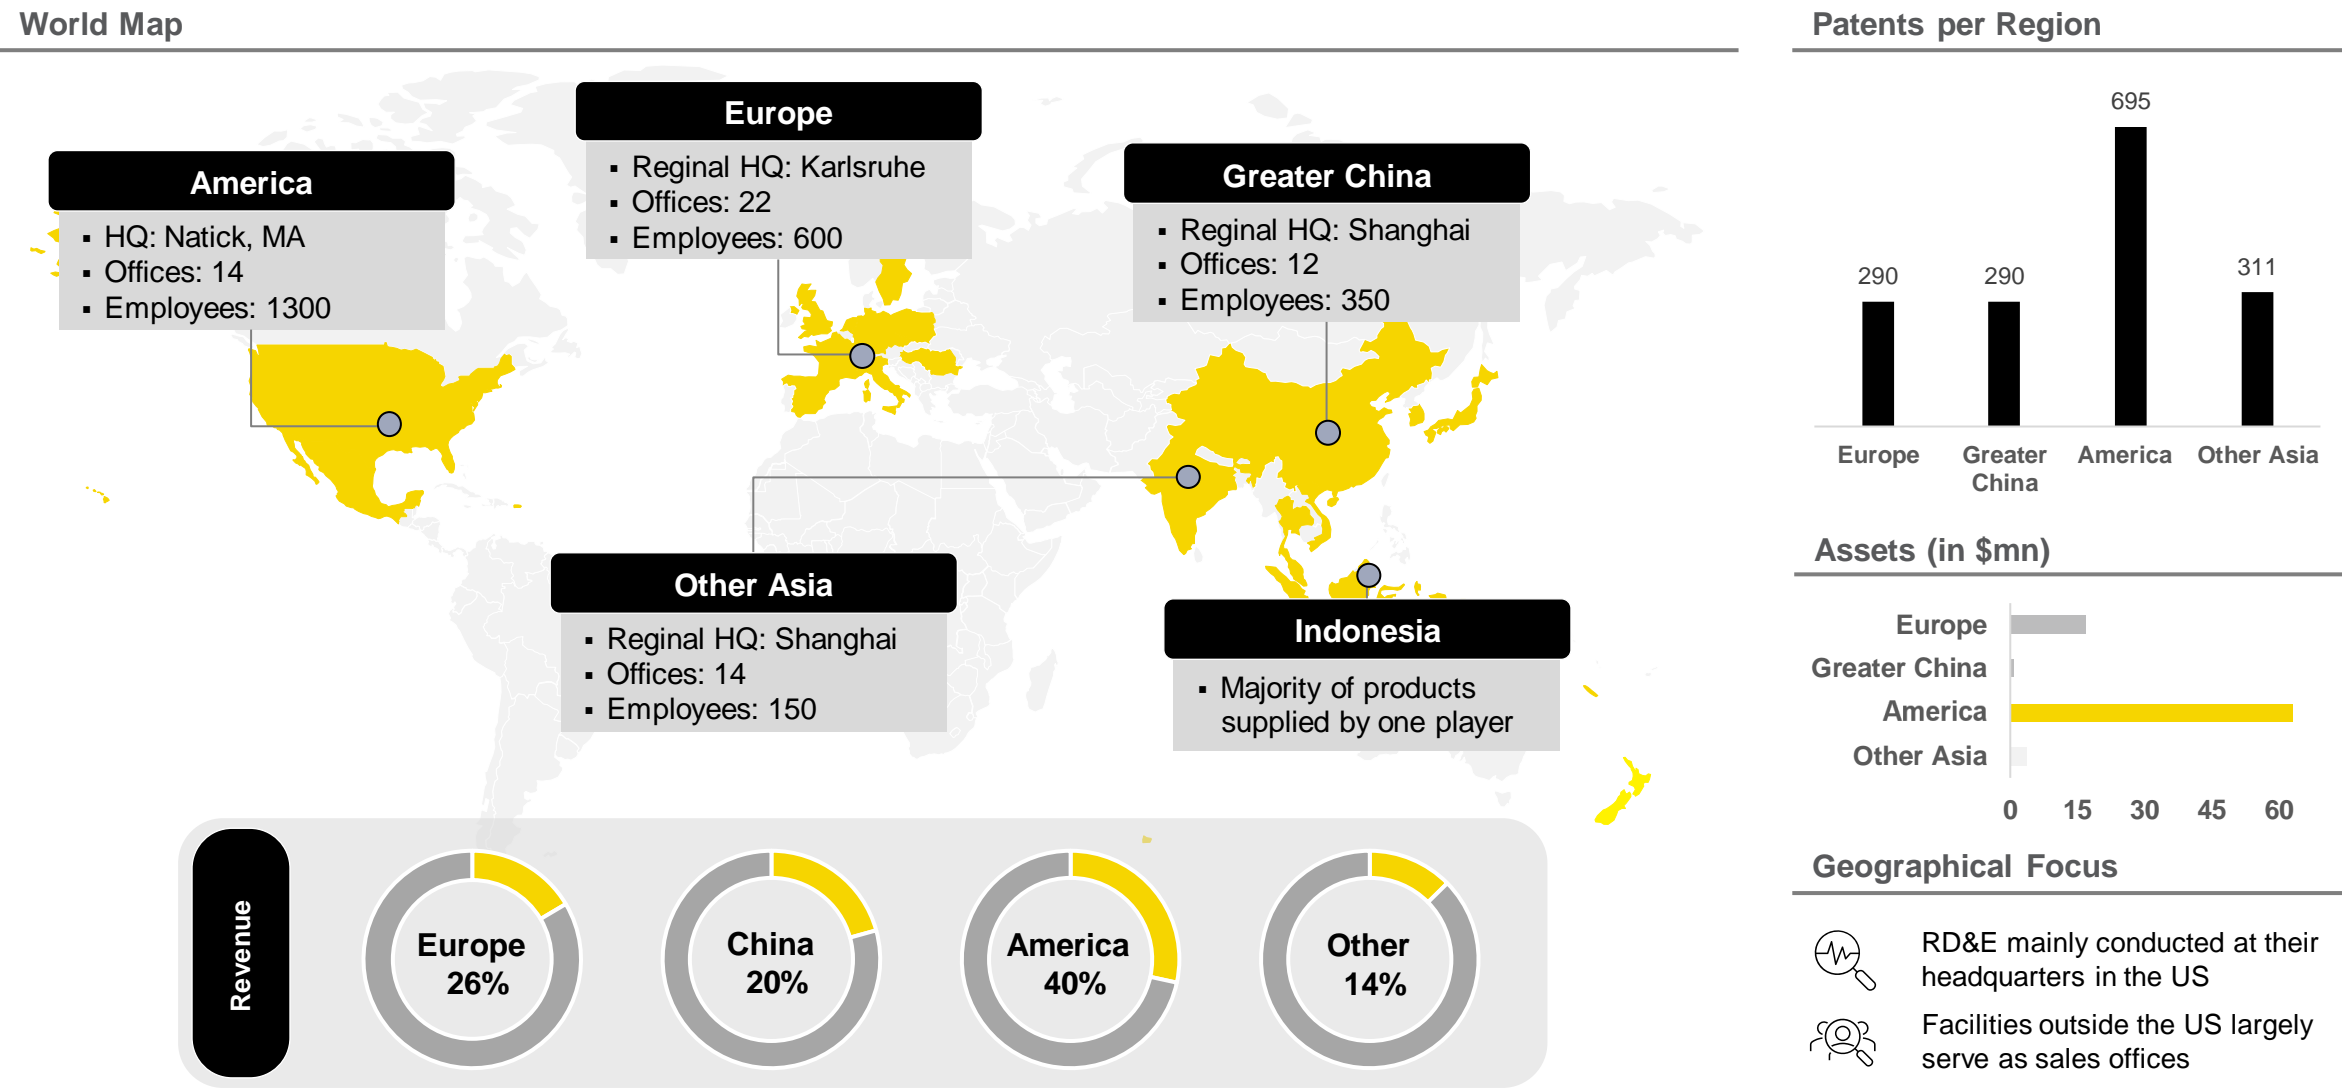 World Map
America
▪ HQ: Natick, MA
▪ Offices: 14
▪ Employees: 1300
Europe
▪ Reginal HQ: Karlsruhe
▪ Offices: 22
▪ Employees: 600
Greater China
▪ Reginal HQ: Shanghai
▪ Offices: 12
▪ Employees: 350
Other Asia
▪ Reginal HQ: Shanghai
▪ Offices: 14
▪ Employees: 150
Indonesia
▪ Majority of products
supplied by one player
Revenue
Europe
26%
China
20%
America
40%
Other
14%
Patents per Region
290
290
695
311
Europe
Greater
China
America
Other Asia
Assets (in $mn)
Europe
Greater China
America
Other Asia
0 15 30 45 60
Geographical Focus
RD&E mainly conducted at their
headquarters in the US
Facilities outside the US largely
serve as sales offices